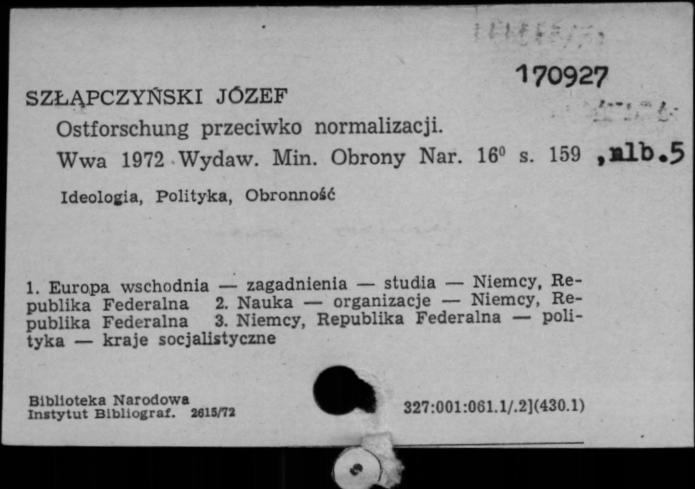 170927
SZŁĄPCZYŃSKI JÓZEF
Ostforschung przeciwko normalizacji.
Wwa 1972 Wydaw. Min. Obrony Nar. 16⁰ s. 159 ,nlb.5
Ideologia, Polityka, Obronność
1. Europa wschodnia — zagadnienia — studia — Niemcy, Re-
publika Federalna 2. Nauka — organizacje — Niemcy, Re-
publika Federalna 3. Niemcy, Republika Federalna — poli-
tyka — kraje socjalistyczne
Biblioteka Narodowa
Instytut Bibliograf. 2615/72
327:001:061.1/.2](430.1)